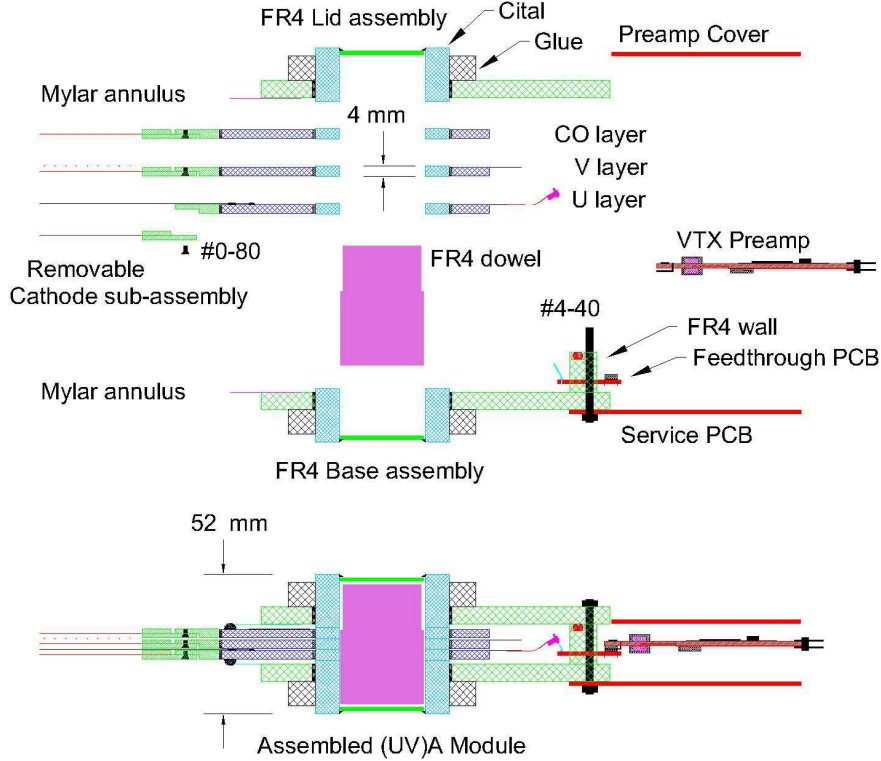 FR4 Lid assembly
Cital
Glue
Preamp Cover
Mylar annulus
4 mm
CO layer
V layer
U layer
#0-80
Removable
Cathode sub-assembly
FR4 dowel
VTX Preamp
#4-40
FR4 wall
Feedthrough PCB
Mylar annulus
Service PCB
FR4 Base assembly
52 mm
Assembled (UV)A Module